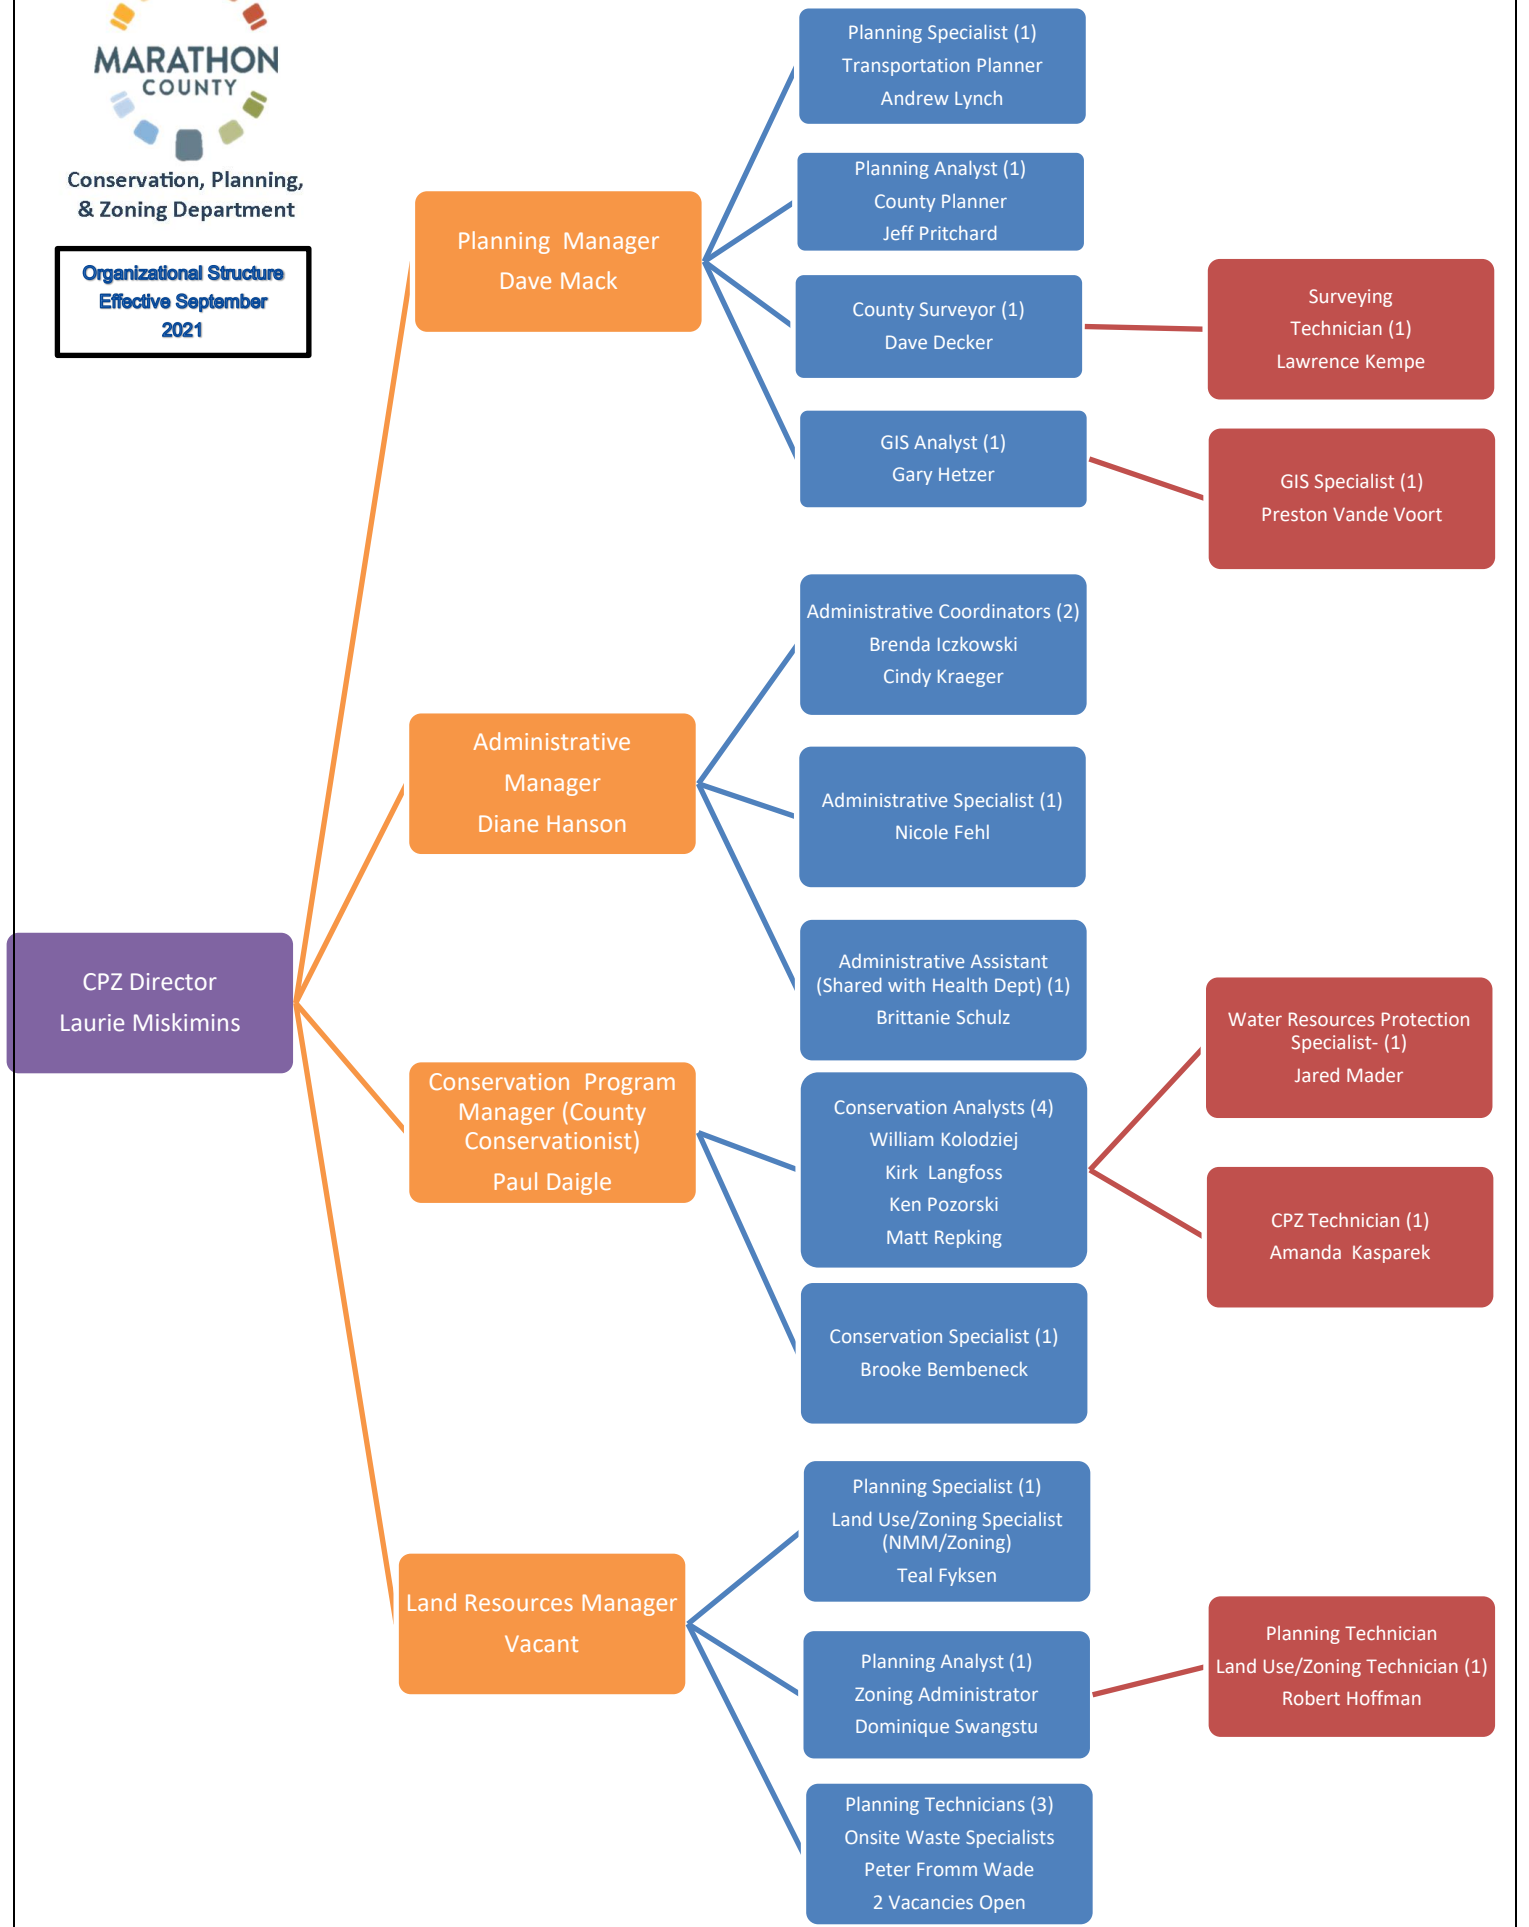 MARATHON
COUNTY
Conservation, Planning,
& Zoning Department
Organizational Structure
Effective September
2021
CPZ Director
Laurie Miskimins
Planning  Manager
Dave Mack
Planning Specialist (1)
Transportation Planner
Andrew Lynch
Planning Analyst (1)
County Planner
Jeff Pritchard
County Surveyor (1)
Dave Decker
Surveying
Technician (1)
Lawrence Kempe
GIS Analyst (1)
Gary Hetzer
GIS Specialist (1)
Preston Vande Voort
Administrative
Manager
Diane Hanson
Administrative Coordinators (2)
Brenda Iczkowski
Cindy Kraeger
Administrative Specialist (1)
Nicole Fehl
Administrative Assistant
(Shared with Health Dept) (1)
Brittanie Schulz
Conservation  Program
Manager (County
Conservationist)
Paul Daigle
Conservation Analysts (4)
William Kolodziej
Kirk  Langfoss
Ken Pozorski
Matt Repking
Water Resources Protection
Specialist- (1)
Jared Mader
CPZ Technician (1)
Amanda  Kasparek
Conservation Specialist (1)
Brooke Bembeneck
Land Resources Manager
Vacant
Planning Specialist (1)
Land Use/Zoning Specialist
(NMM/Zoning)
Teal Fyksen
Planning Analyst (1)
Zoning Administrator
Dominique Swangstu
Planning Technician
Land Use/Zoning Technician (1)
Robert Hoffman
Planning Technicians (3)
Onsite Waste Specialists
Peter Fromm Wade
2 Vacancies Open